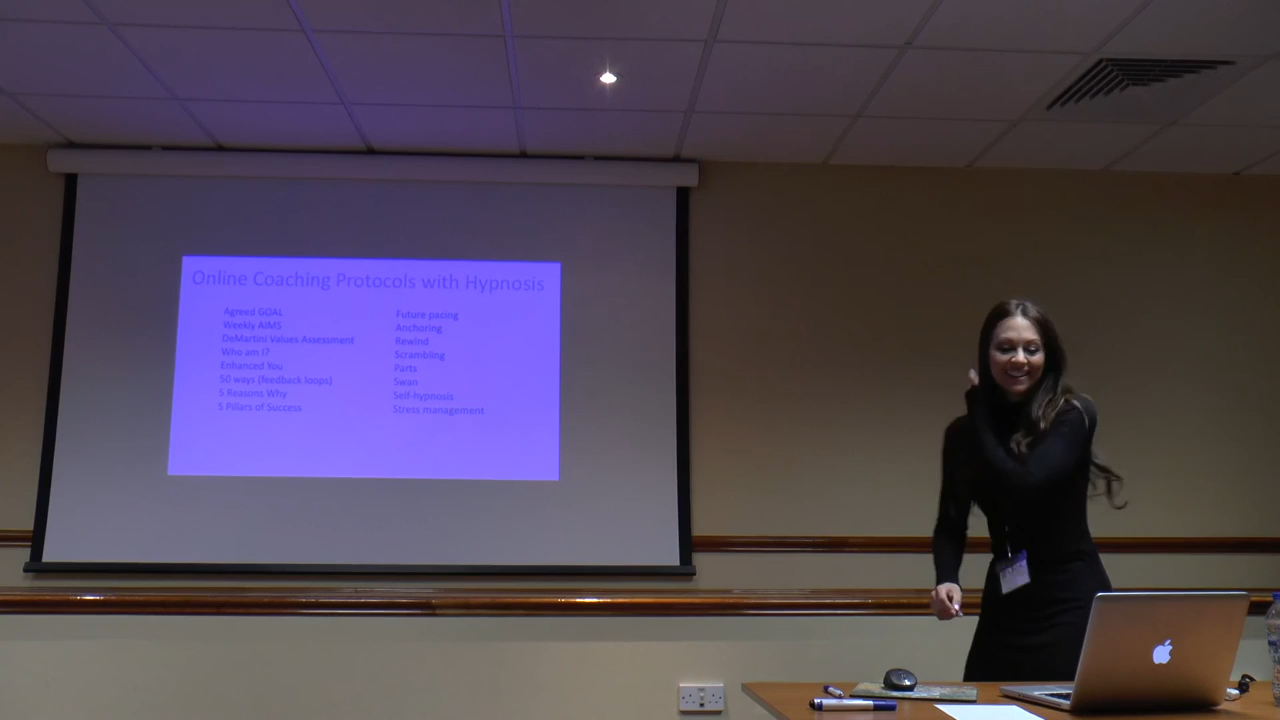 Online Coaching Protocols with Hypnosis
Agreed GOAL
Weekly AIMS
DeMartini Values Assessment
Who am I?
Enhanced You
50 ways (feedback loops)
5 Reasons Why
5 Pillars of Success
Future pacing
Anchoring
Rewind
Scrambling
Parts
Swan
Self-hypnosis
Stress management